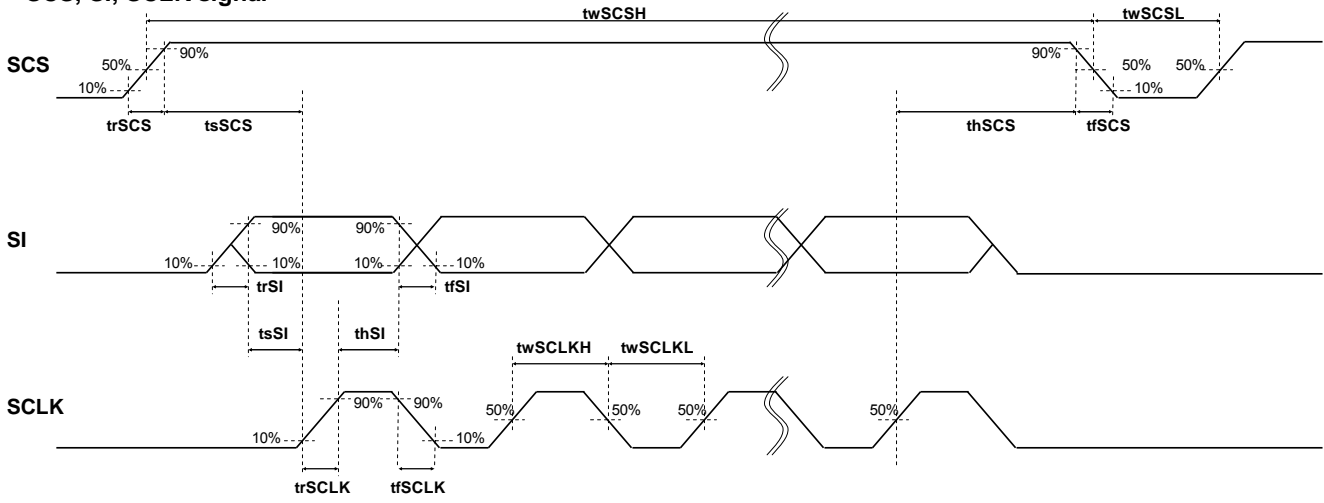 twSCSH twSCSL
SCS
90% 90%
50% 50% 50%
10% 10%
trSCS tsSCS thSCS tfSCS
SI
90% 90%
10% 10% 10% 10%
trSI tfSI
tsSI thSI
twSCLKH twSCLKL
SCLK
90% 90%
50% 50% 50% 50%
10% 10%
trSCLK tfSCLK